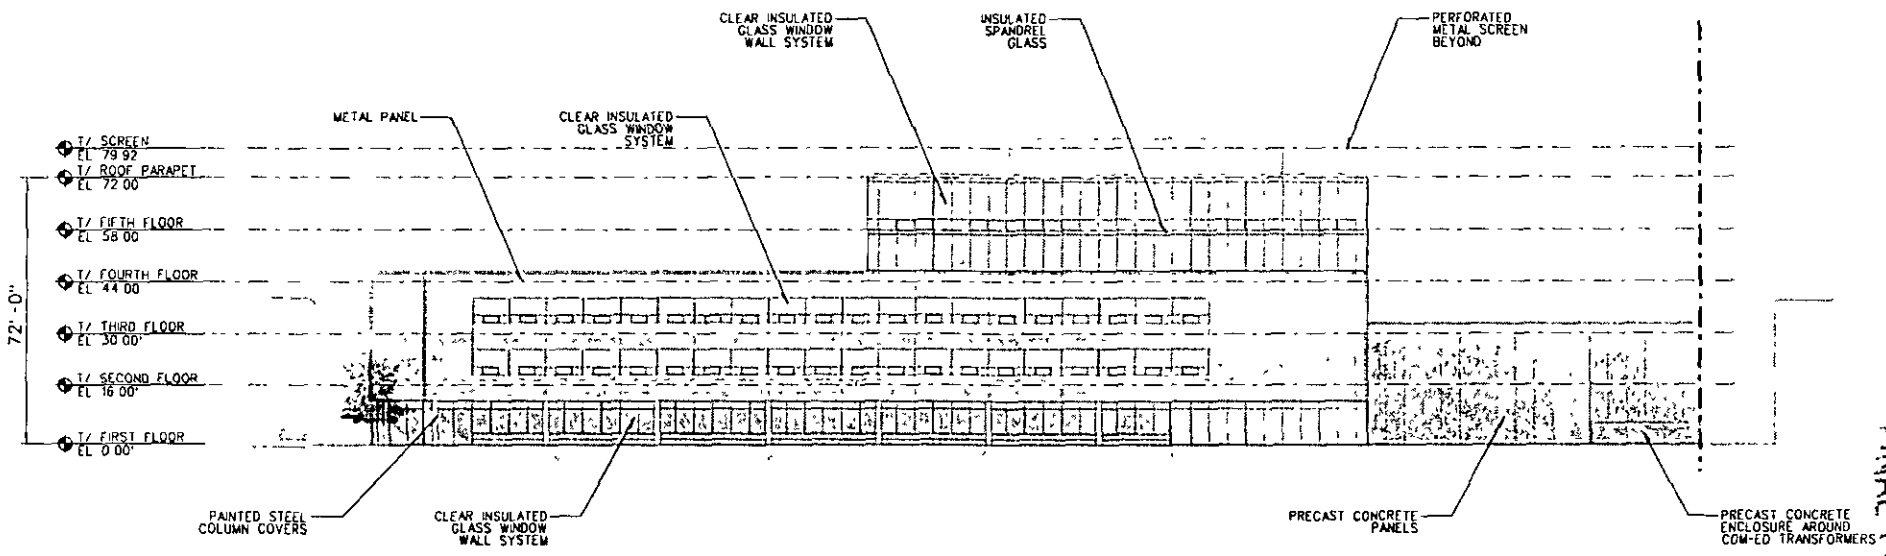 CLEAR INSULATED
GLASS WINDOW
WALL SYSTEM
INSULATED
SPANDREL
GLASS
PERFORATED
METAL SCREEN
BEYOND
METAL PANEL
CLEAR INSULATED
GLASS WINDOW
SYSTEM
T/ SCREEN
EL 79 92
T/ ROOF PARAPET
EL 72 00
T/ FIFTH FLOOR
EL 58 00
T/ FOURTH FLOOR
EL 44 00
T/ THIRD FLOOR
EL 30 00'
T/ SECOND FLOOR
EL 16 00'
T/ FIRST FLOOR
EL 0 00'
72'-0"
PAINTED STEEL
COLUMN COVERS
CLEAR INSULATED
GLASS WINDOW
WALL SYSTEM
PRECAST CONCRETE
PANELS
PRECAST CONCRETE
ENCLOSURE AROUND
COM-ED TRANSFORMERS